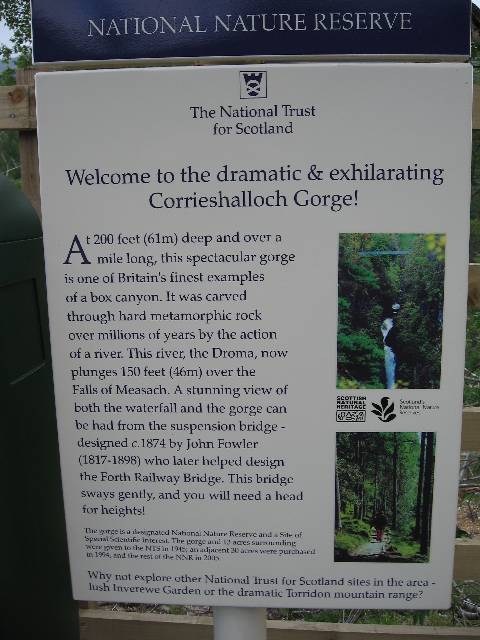 NATIONAL NATURE RESERVE
The National Trust
for Scotland
Welcome to the dramatic & exhilarating
Corrieshalloch Gorge!
At 200 feet (61m) deep and over a
mile long, this spectacular gorge
is one of Britain's finest examples
of a box canyon. It was carved
through hard metamorphic rock
over millions of years by the action
of a river. This river, the Droma, now
plunges 150 feet (46m) over the
Falls of Measach. A stunning view of
both the waterfall and the gorge can
be had from the suspension bridge -
designed c.1874 by John Fowler
(1817-1898) who later helped design
the Forth Railway Bridge. This bridge
sways gently, and you will need a head
for heights!
SCOTTISH
NATURAL
HERITAGE
Scotland's
National Nature
Reserves
The gorge is a designated National Nature Reserve and a Site of
Special Scientific Interest. The gorge and 13 acres surrounding
were given to the NTS in 1945; an adjacent 30 acres were purchased
in 1994, and the rest of the NNR in 2005.
Why not explore other National Trust for Scotland sites in the area -
lush Inverewe Garden or the dramatic Torridon mountain range?